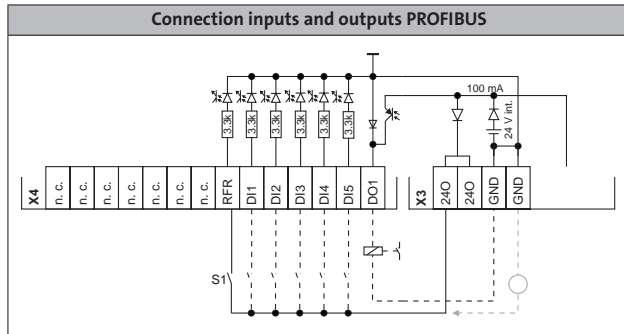 Connection inputs and outputs PROFIBUS
100 mA
3.3k
3.3k
3.3k
3.3k
3.3k
3.3k
24 V int.
X4
n. c.
n. c.
n. c.
n. c.
n. c.
n. c.
n. c.
RFR
DI1
DI2
DI3
DI4
DI5
DO1
X3
24O
24O
GND
GND
S1